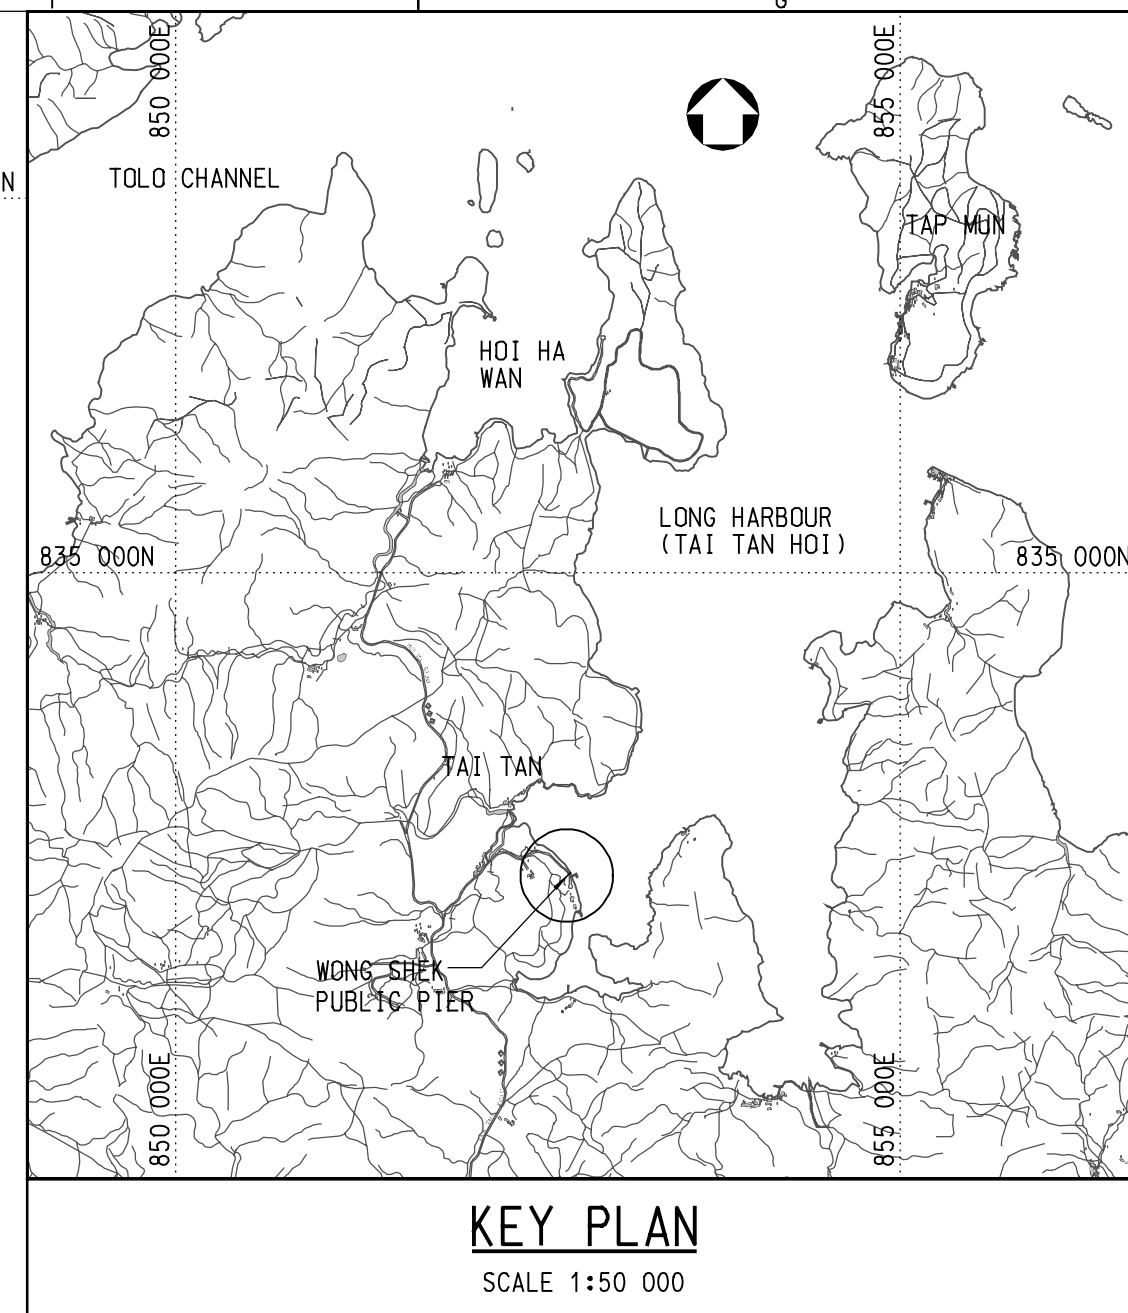 G
850 000E
855 000E
N
TOLO CHANNEL
TAP MUN
HOI HA
WAN
LONG HARBOUR
(TAI TAN HOI)
835 000N
835 000N
TAI TAN
WONG SHEK
PUBLIC PIER
850 000E
855 000E
KEY PLAN
SCALE 1:50 000